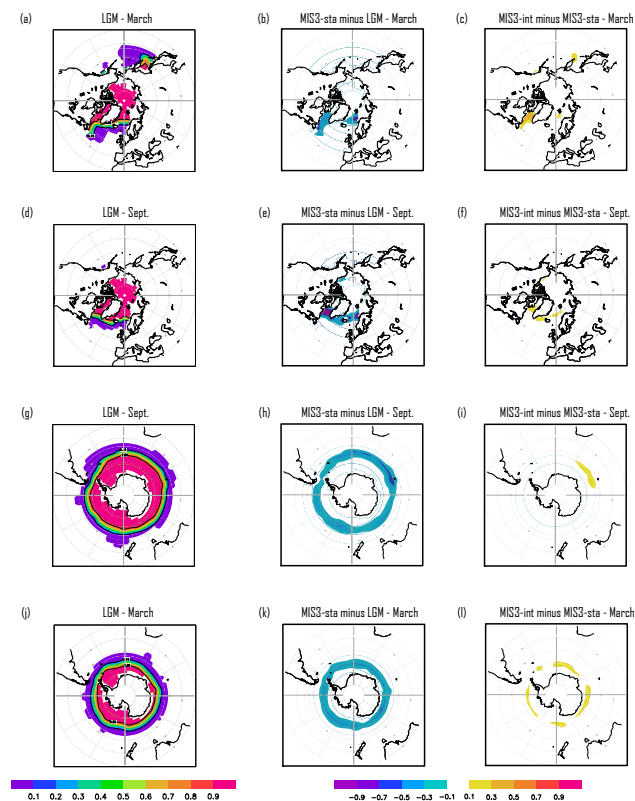 (a) LGM - March (b) MIS3-sta minus LGM - March (c) MIS3-int minus MIS3-sta - March
(d) LGM - Sept. (e) MIS3-sta minus LGM - Sept. (f) MIS3-int minus MIS3-sta - Sept.
(g) LGM - Sept. (h) MIS3-sta minus LGM - Sept. (i) MIS3-int minus MIS3-sta - Sept.
(j) LGM - March (k) MIS3-sta minus LGM - March (l) MIS3-int minus MIS3-sta - March
0.1 0.2 0.3 0.4 0.5 0.6 0.7 0.8 0.9 −0.9 −0.7 −0.5 −0.3 −0.1 0.1 0.3 0.5 0.7 0.9